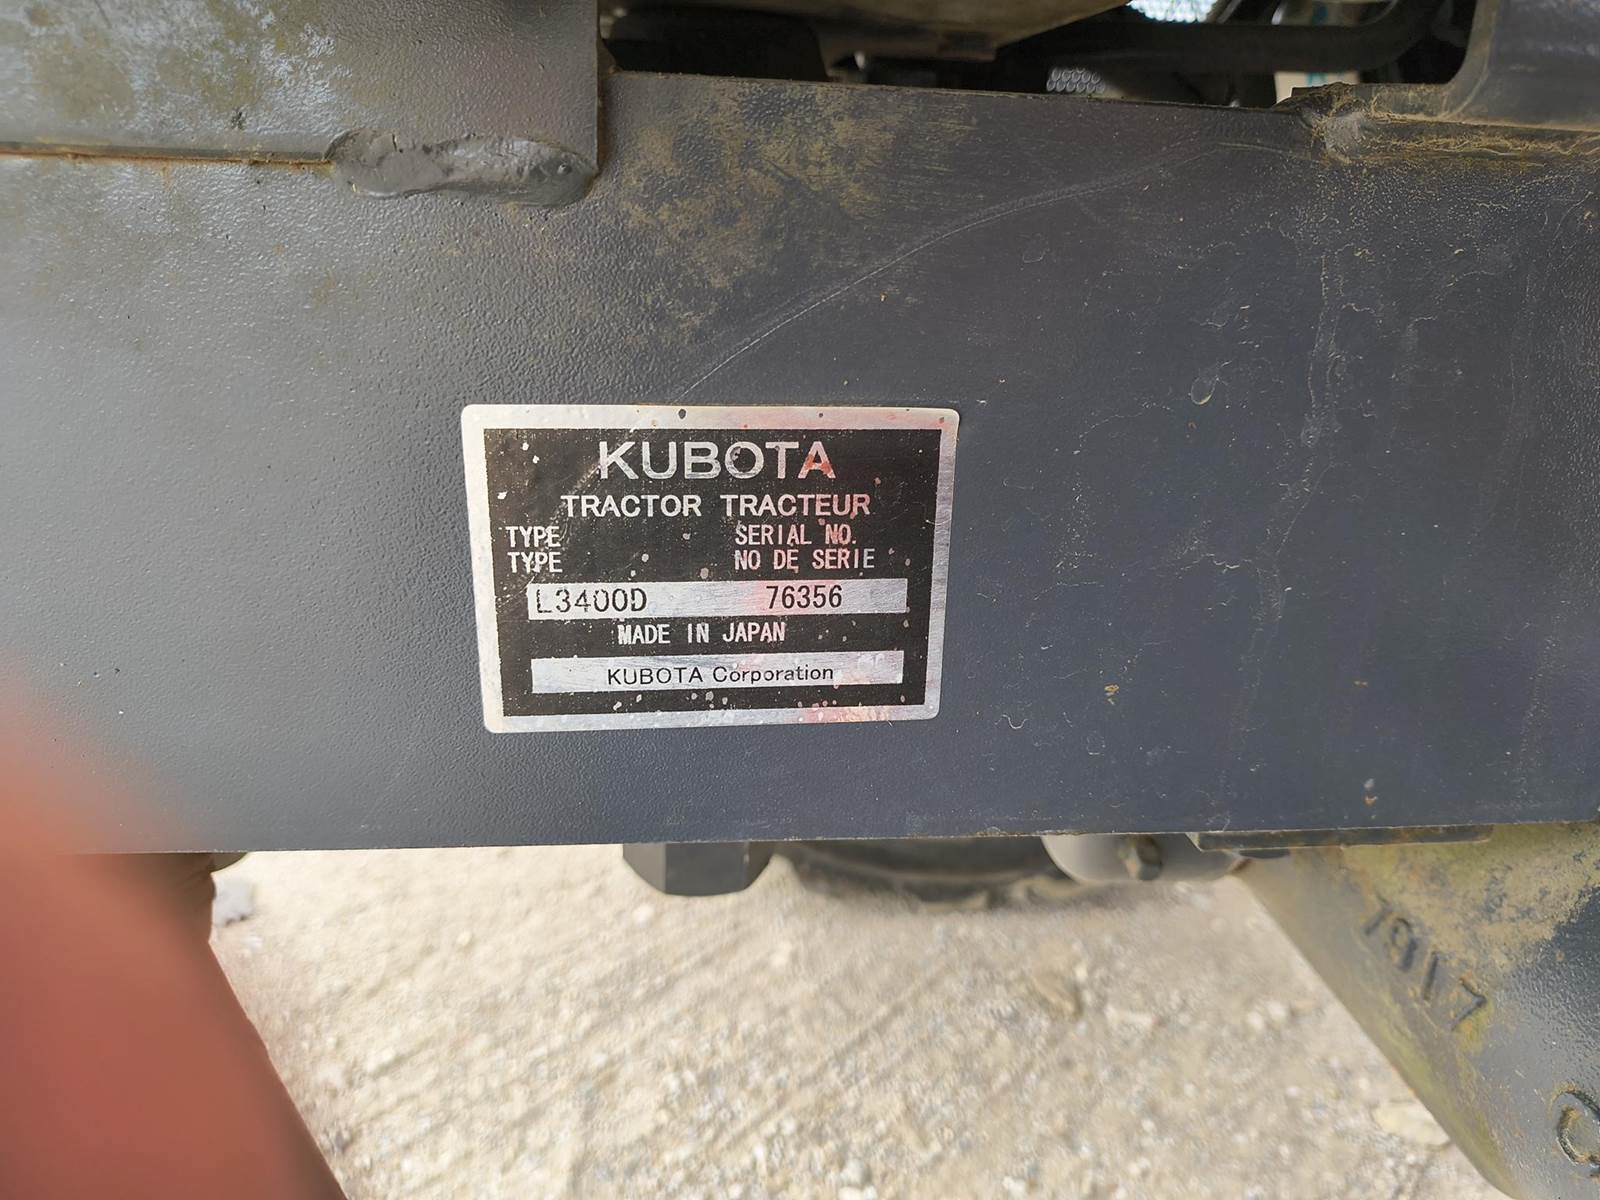 KUBOTA
TRACTOR TRACTEUR
TYPE SERIAL NO.
TYPE NO DE SERIE
L3400D 76356
MADE IN JAPAN
KUBOTA Corporation